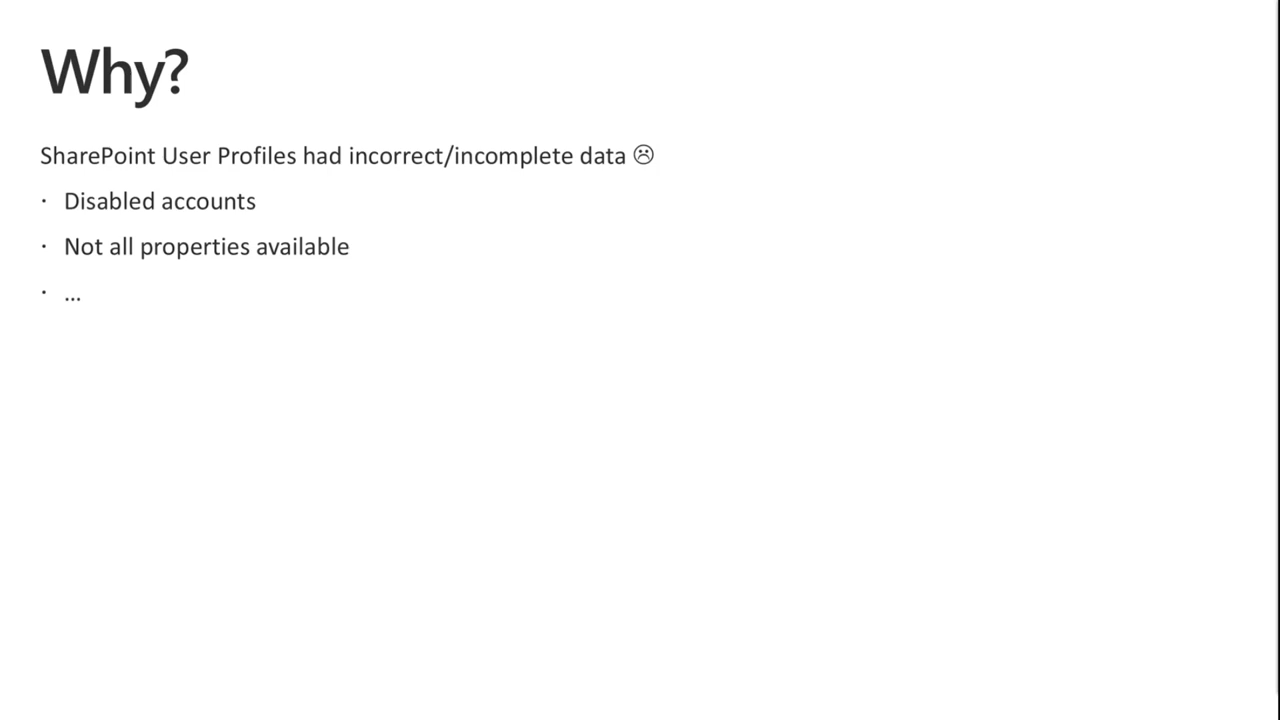 Why?
SharePoint User Profiles had incorrect/incomplete data ☹
· Disabled accounts
· Not all properties available
· ...